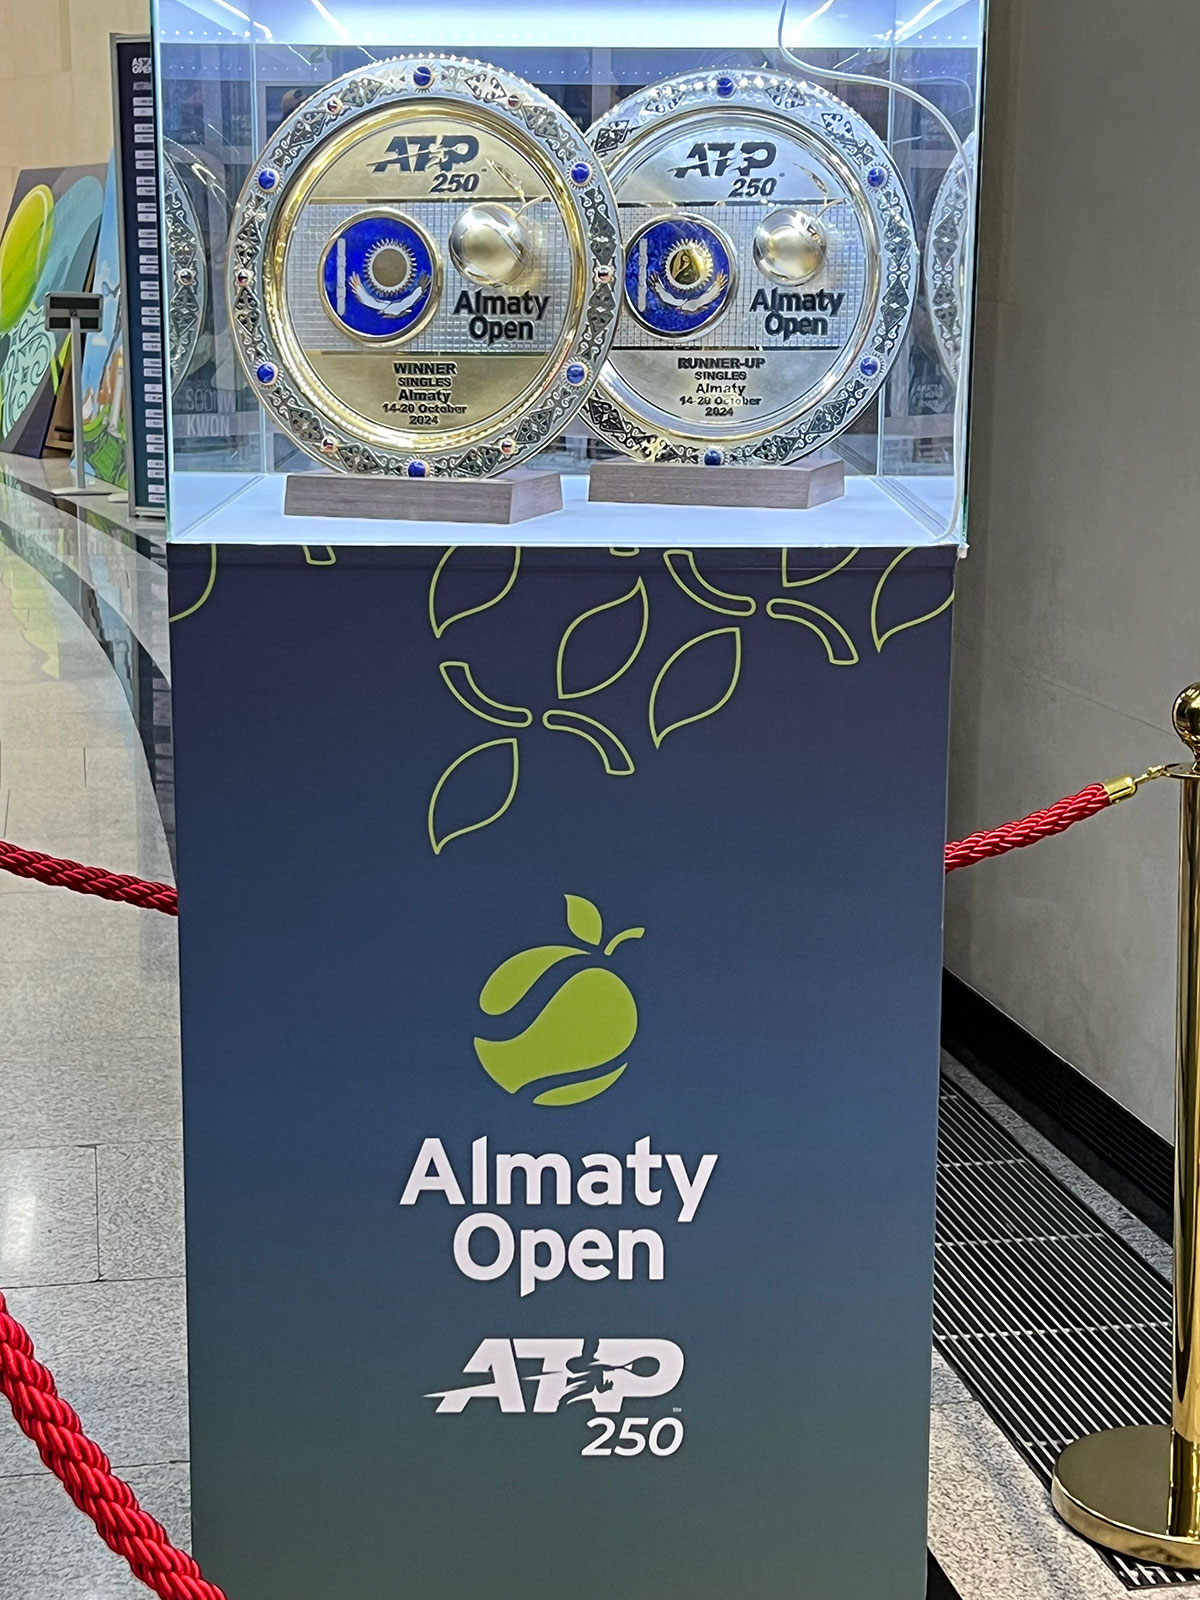 ATP
250
Almaty
Open
WINNER
SINGLES
Almaty
14-20 October
2024
ATP
250
Almaty
Open
RUNNER-UP
SINGLES
Almaty
14-20 October
2024
KWON
Almaty
Open
ATP
250